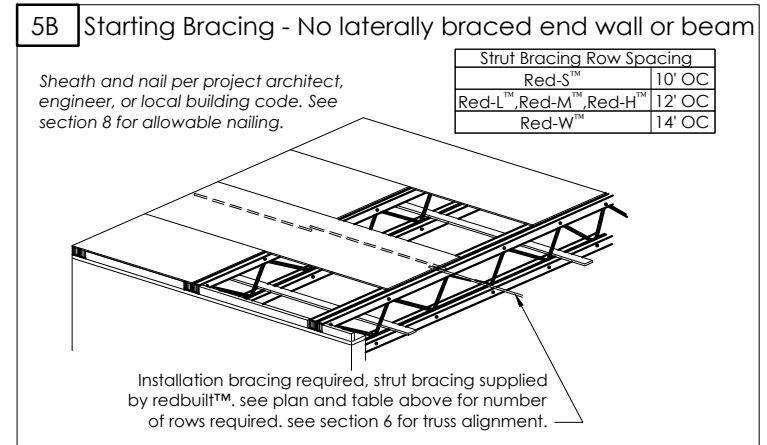 5B Starting Bracing - No laterally braced end wall or beam
Strut Bracing Row Spacing
Red-S™ 10' OC
Red-L™,Red-M™,Red-H™ 12' OC
Red-W™ 14' OC
Sheath and nail per project architect,
engineer, or local building code. See
section 8 for allowable nailing.
Installation bracing required, strut bracing supplied
by redbuilt™. see plan and table above for number
of rows required. see section 6 for truss alignment.